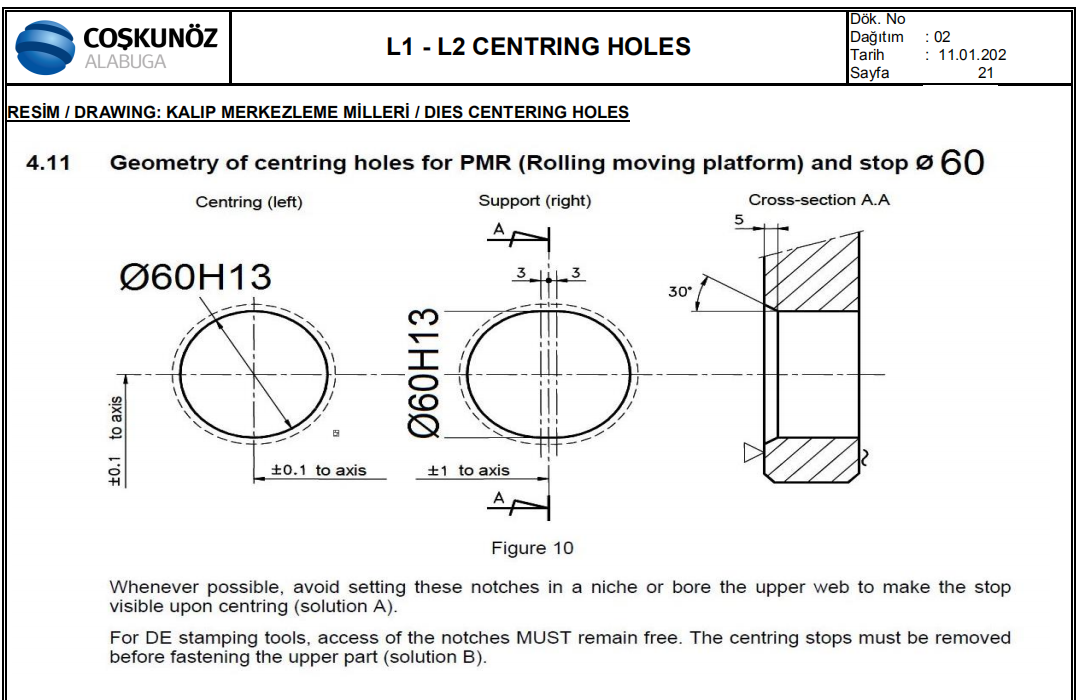 COŞKUNÖZ
ALABUGA
L1 - L2 CENTRING HOLES
Dök. No
Dağıtım : 02
Tarih : 11.01.202
Sayfa 21
RESİM / DRAWING: KALIP MERKEZLEME MİLLERİ / DIES CENTERING HOLES
4.11 Geometry of centring holes for PMR (Rolling moving platform) and stop Ø 60
Centring (left)
Support (right)
Cross-section A.A
A
5
3 3
30°
Ø60H13
Ø60H13
±0.1 to axis
±0.1 to axis
±1 to axis
A
Figure 10
Whenever possible, avoid setting these notches in a niche or bore the upper web to make the stop
visible upon centring (solution A).
For DE stamping tools, access of the notches MUST remain free. The centring stops must be removed
before fastening the upper part (solution B).